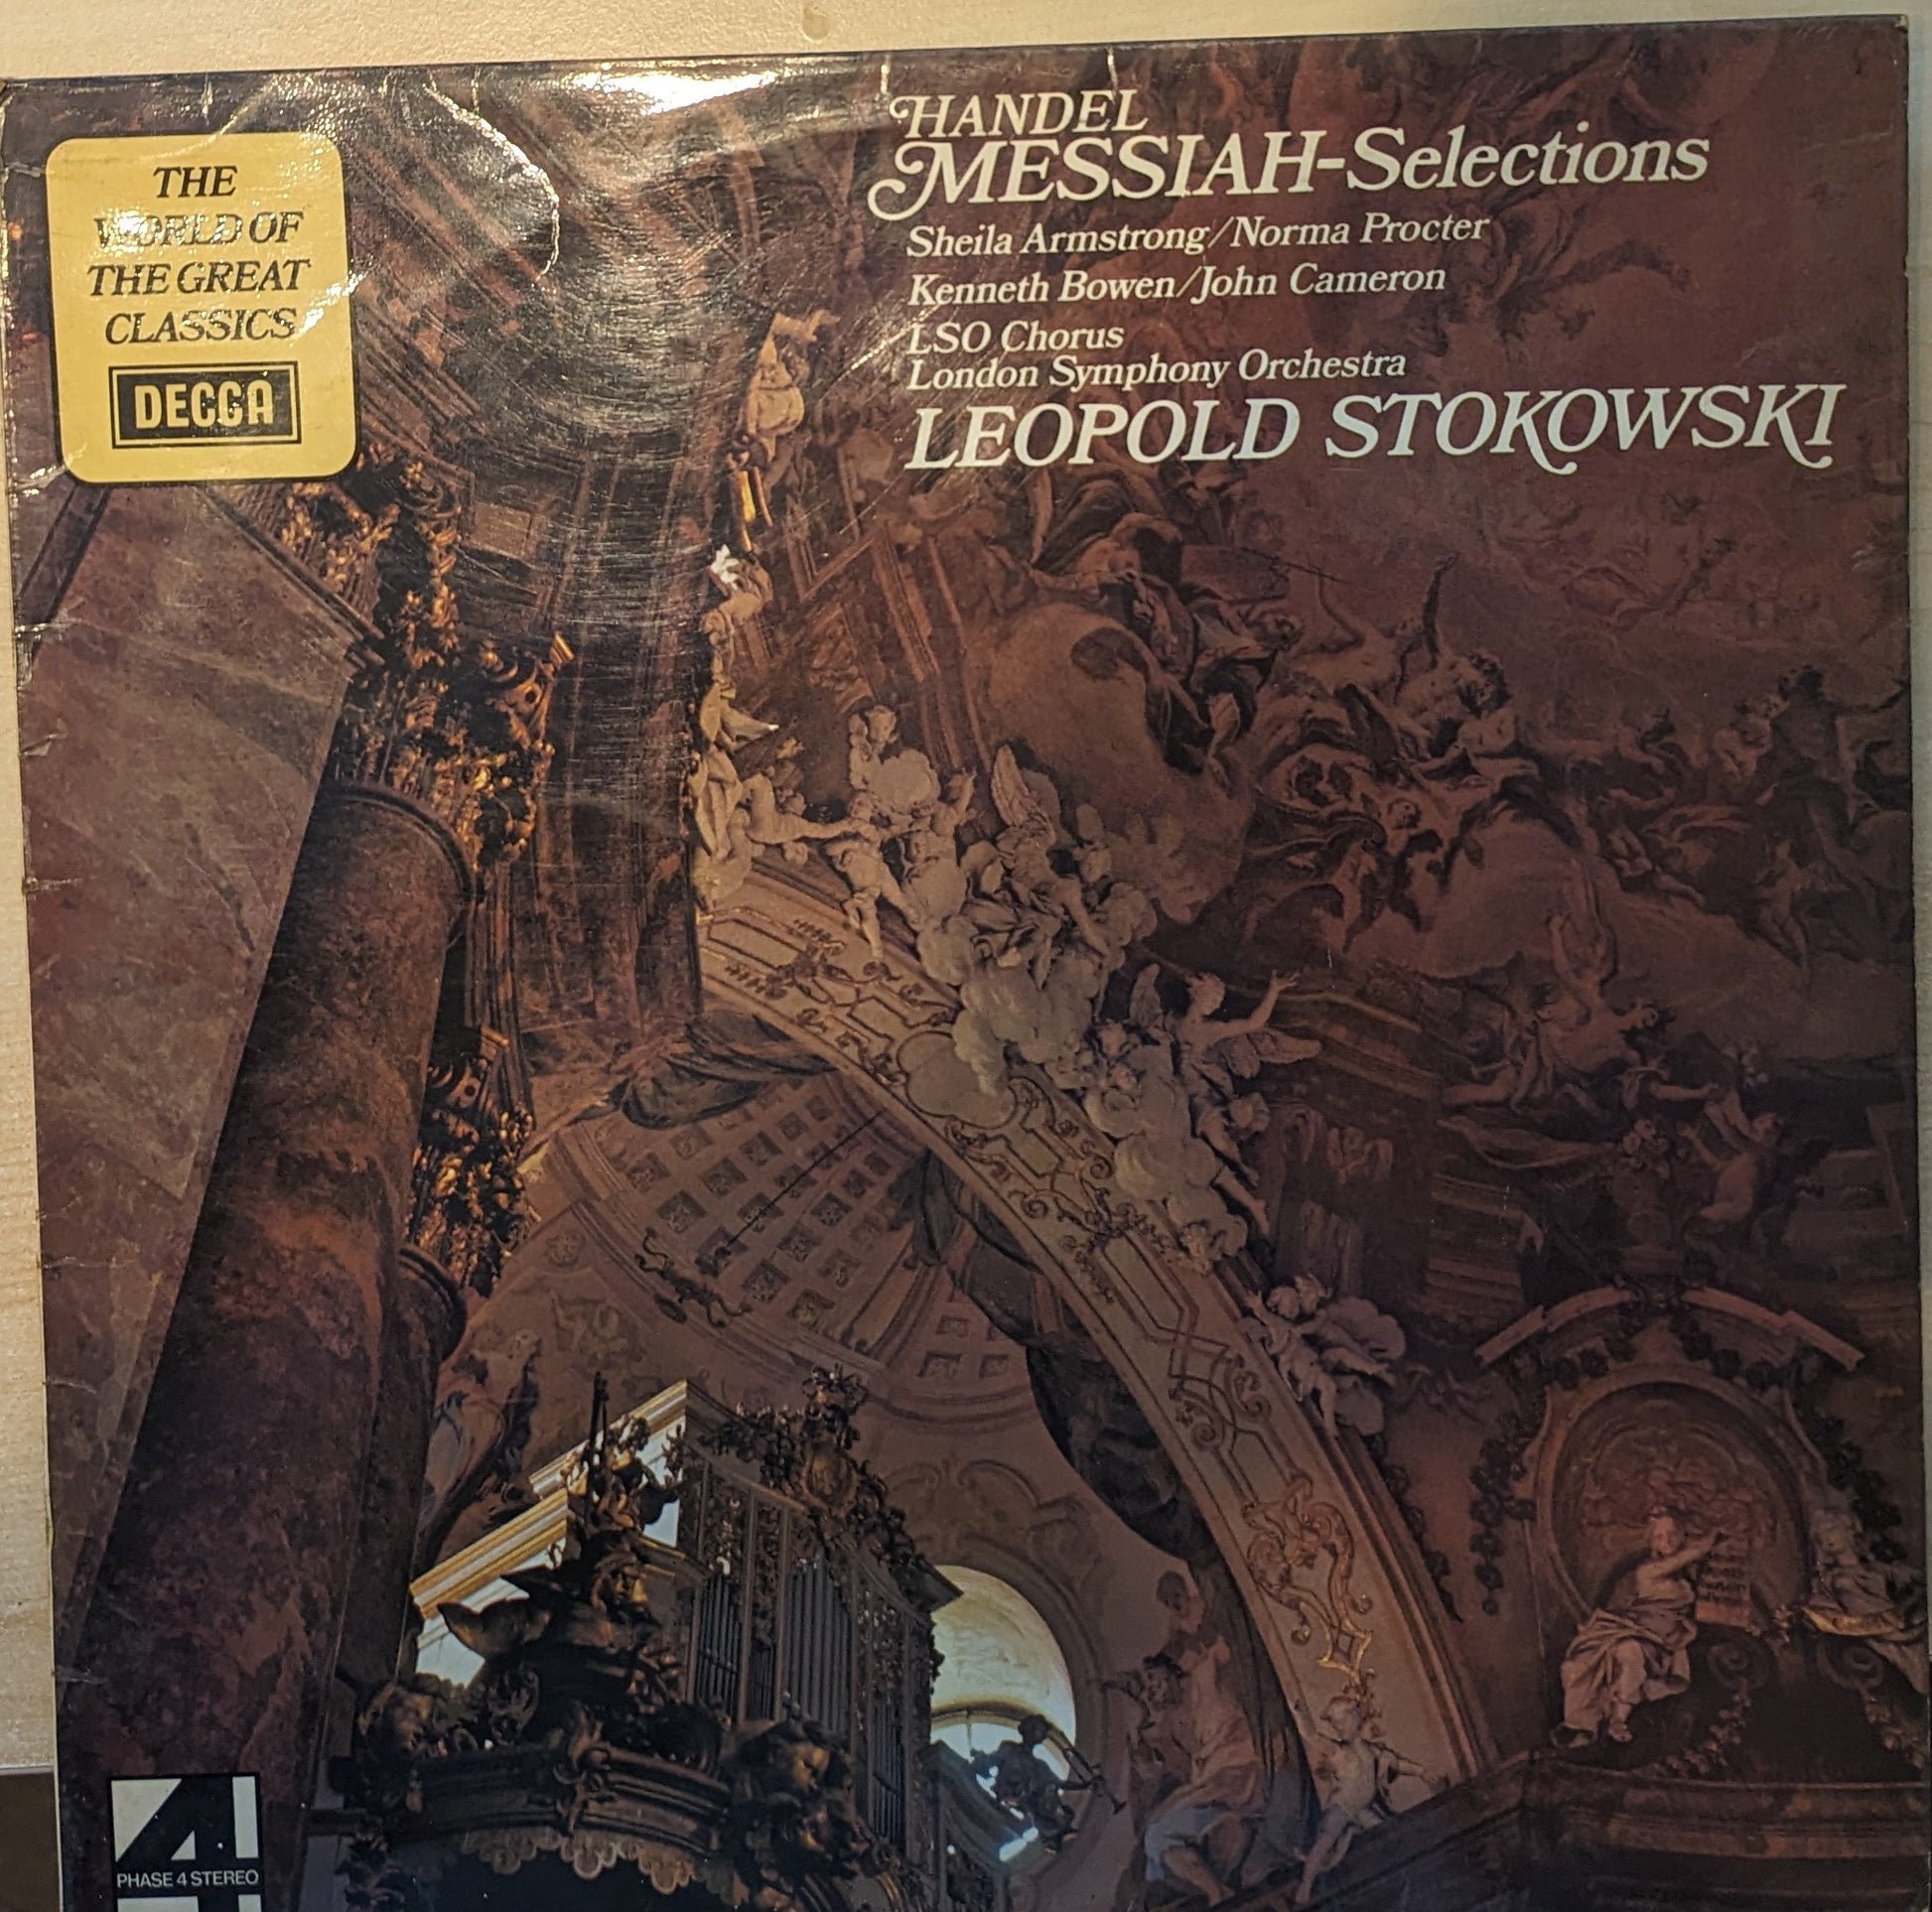 THE
WORLD OF
THE GREAT
CLASSICS
DECCA
HANDEL
MESSIAH-Selections
Sheila Armstrong/Norma Procter
Kenneth Bowen/John Cameron
LSO Chorus
London Symphony Orchestra
LEOPOLD STOKOWSKI
4
PHASE 4 STEREO